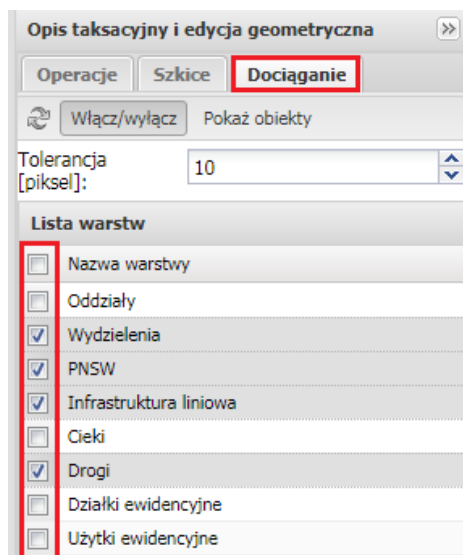 Opis taksacyjny i edycja geometryczna
Operacje Szkice Dociąganie
Włącz/wyłącz Pokaż obiekty
Tolerancja
[piksel]: 10
Lista warstw
Nazwa warstwy
Oddziały
Wydzielenia
PNSW
Infrastruktura liniowa
Cieki
Drogi
Działki ewidencyjne
Użytki ewidencyjne